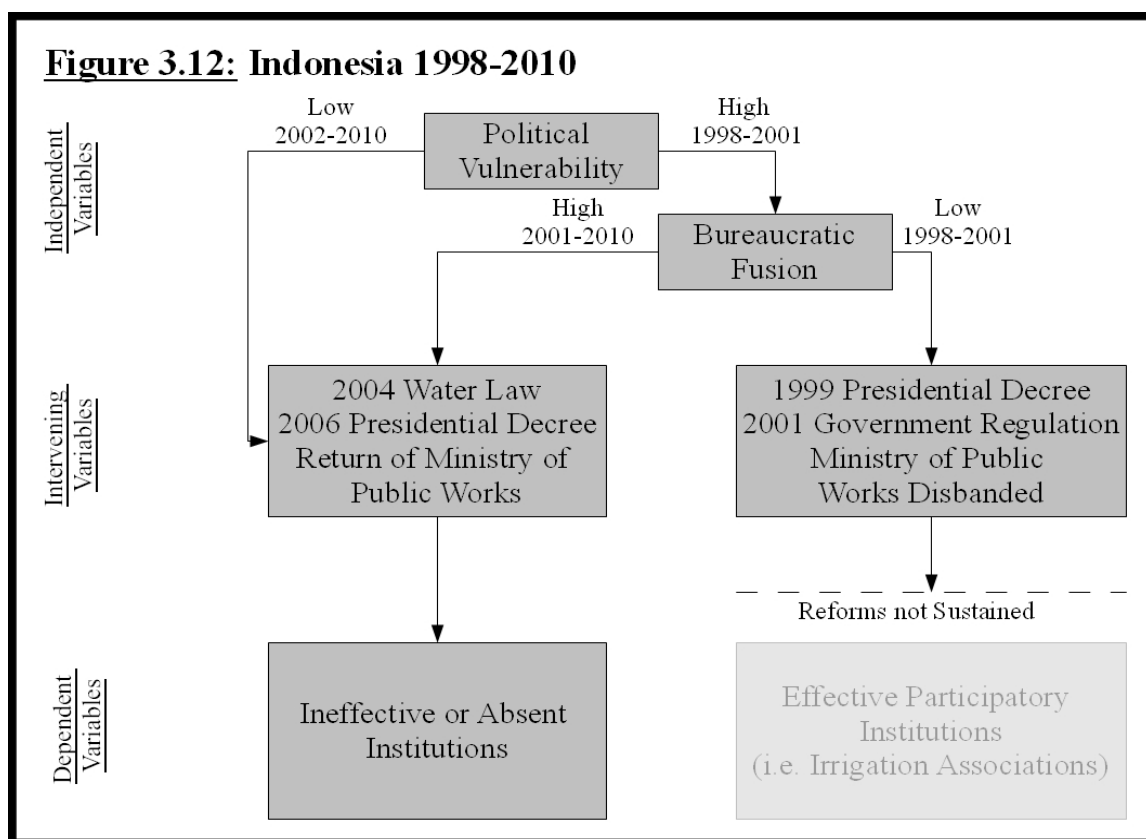 Figure 3.12: Indonesia 1998-2010
Low
2002-2010
Political
Vulnerability
High
1998-2001
Independent
Variables
High
2001-2010
Bureaucratic
Fusion
Low
1998-2001
Intervening
Variables
2004 Water Law
2006 Presidential Decree
Return of Ministry of
Public Works
1999 Presidential Decree
2001 Government Regulation
Ministry of Public
Works Disbanded
Reforms not Sustained
Dependent
Variables
Ineffective or Absent
Institutions
Effective Participatory
Institutions
(i.e. Irrigation Associations)